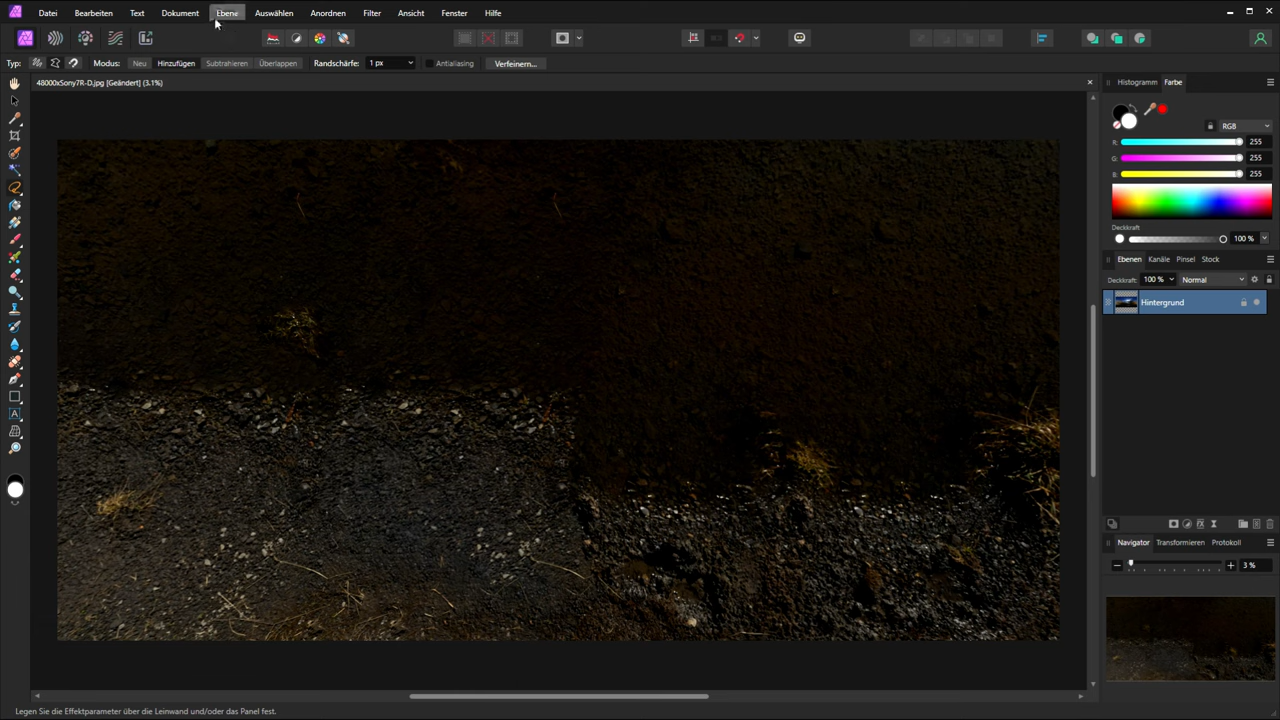 Datei Bearbeiten Text Dokument Ebene Auswählen Anordnen Filter Ansicht Fenster Hilfe
Typ: Modus: Neu Hinzufügen Subtrahieren Überlappen Randschärfe: 1 px Antialiasing Verfeinern...
48000xSony7R-D.jpg [Geändert] (3.1%)
Histogramm Farbe
RGB
R: 255
G: 255
B: 255
Deckkraft
100 %
Ebenen Kanäle Pinsel Stock
Deckkraft: 100 % Normal
Hintergrund
Navigator Transformieren Protokoll
3 %
Legen Sie die Effektparameter über die Leinwand und/oder das Panel fest.